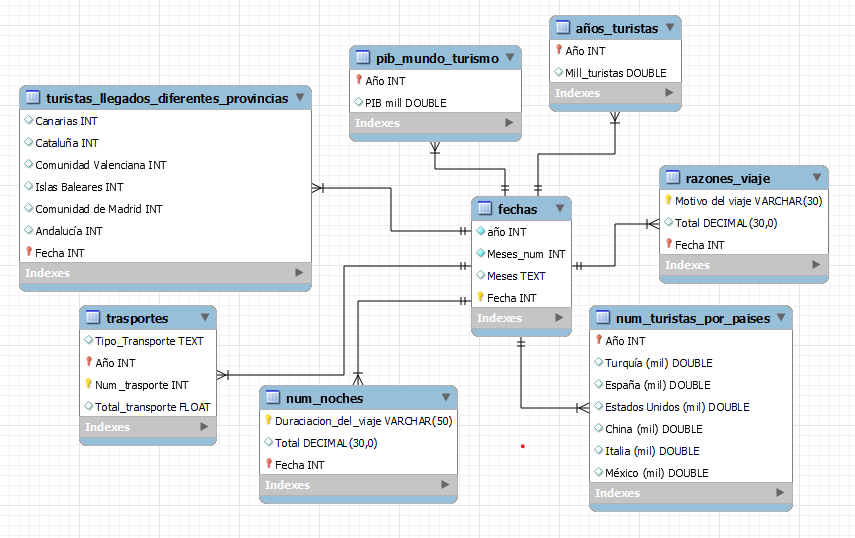 años_turistas
Año INT
Mill_turistas DOUBLE
Indexes
pib_mundo_turismo
Año INT
PIB mill DOUBLE
Indexes
turistas_llegados_diferentes_provincias
Canarias INT
Cataluña INT
Comunidad Valenciana INT
Islas Baleares INT
Comunidad de Madrid INT
Andalucía INT
Fecha INT
Indexes
razones_viaje
Motivo del viaje VARCHAR(30)
Total DECIMAL(30,0)
Fecha INT
Indexes
fechas
año INT
Meses_num INT
Meses TEXT
Fecha INT
Indexes
trasportes
Tipo_Transporte TEXT
Año INT
Num_trasporte INT
Total_transporte FLOAT
Indexes
num_turistas_por_paises
Año INT
Turquía (mil) DOUBLE
España (mil) DOUBLE
Estados Unidos (mil) DOUBLE
China (mil) DOUBLE
Italia (mil) DOUBLE
México (mil) DOUBLE
Indexes
num_noches
Duraciacion_del_viaje VARCHAR(50)
Total DECIMAL(30,0)
Fecha INT
Indexes